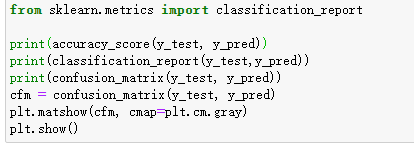 from sklearn.metrics import classification_report
print(accuracy_score(y_test, y_pred))
print(classification_report(y_test,y_pred))
print(confusion_matrix(y_test, y_pred))
cfm = confusion_matrix(y_test, y_pred)
plt.matshow(cfm, cmap=plt.cm.gray)
plt.show()